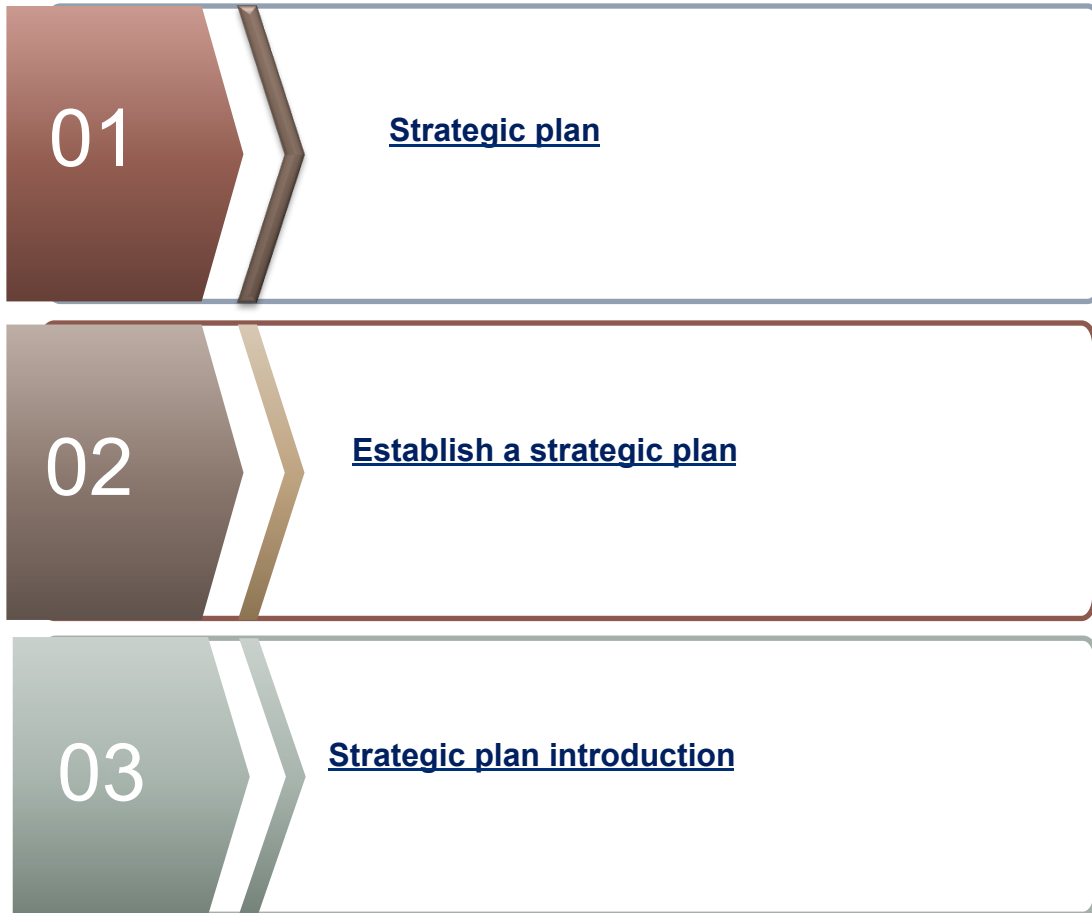 01
Strategic plan
02
Establish a strategic plan
03
Strategic plan introduction